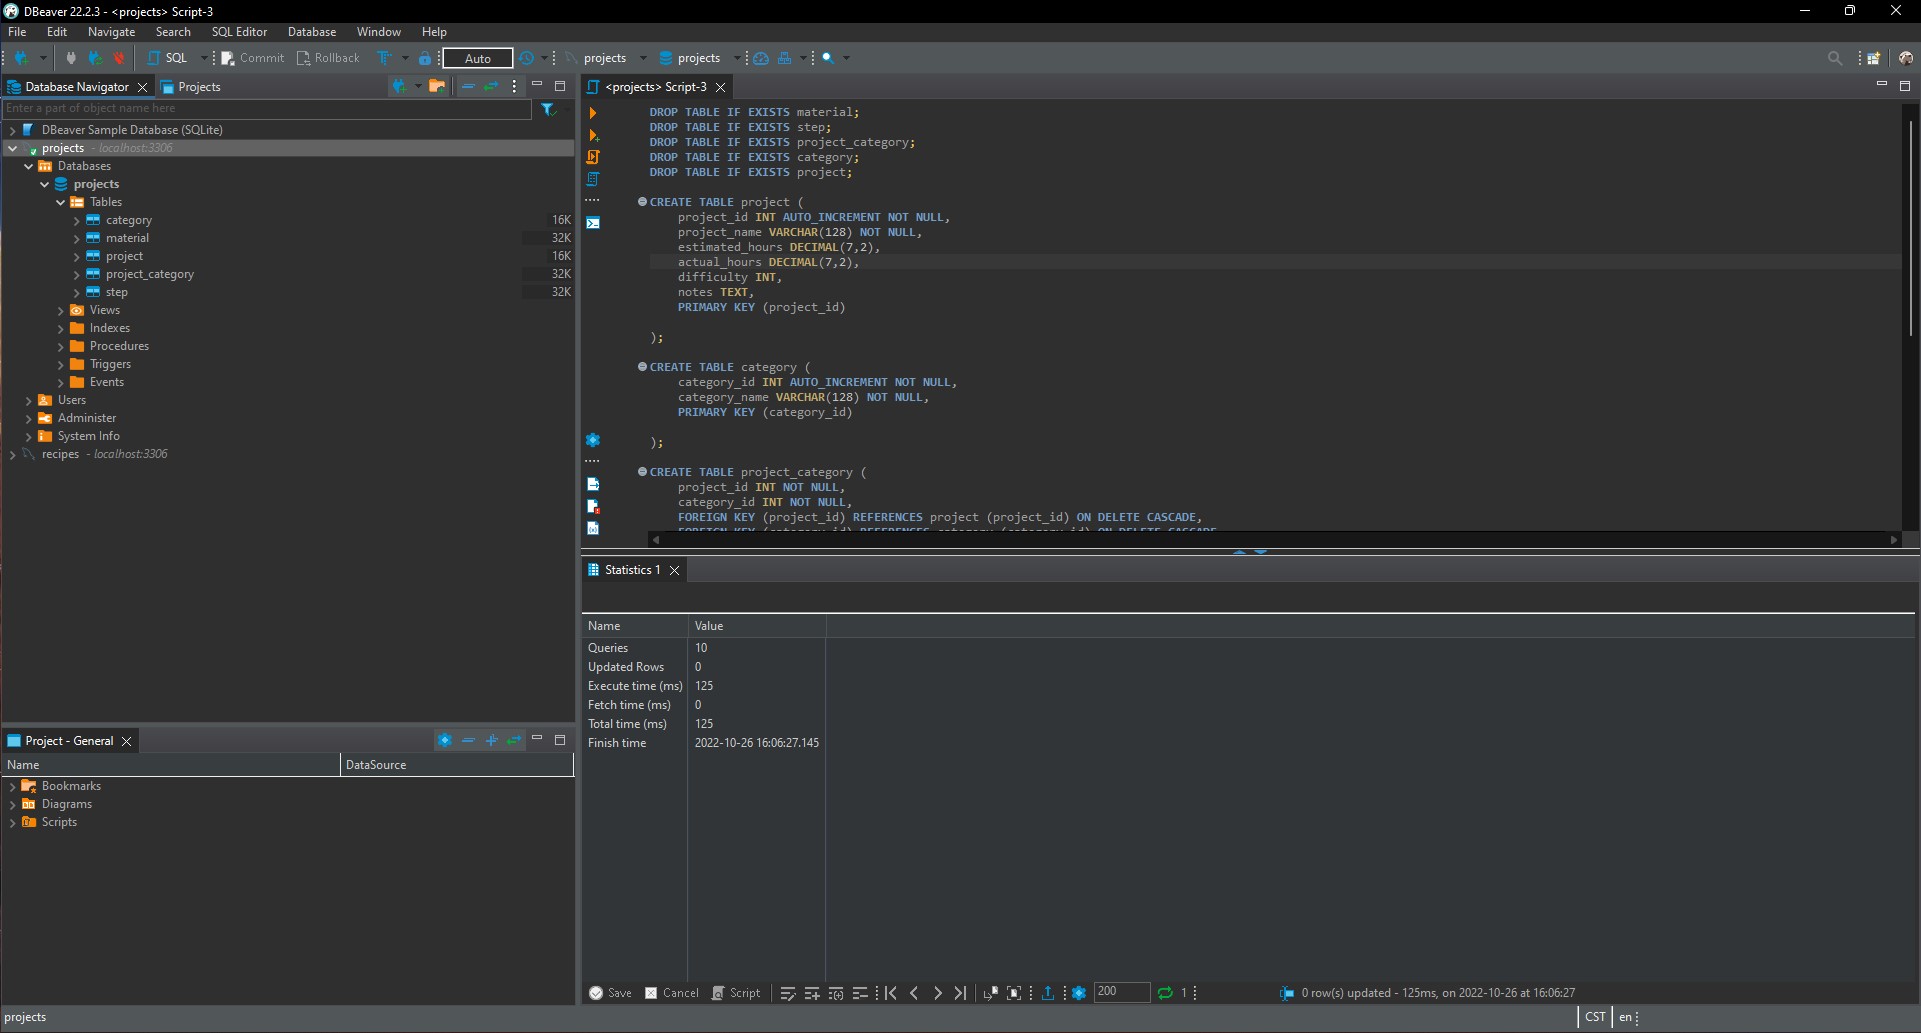 DBeaver 22.2.3 - <projects> Script-3
File Edit Navigate Search SQL Editor Database Window Help
SQL Commit Rollback Auto projects projects
Database Navigator Projects
Enter a part of object name here
DBeaver Sample Database (SQLite)
projects - localhost:3306
Databases
projects
Tables
category 16K
material 32K
project 16K
project_category 32K
step 32K
Views
Indexes
Procedures
Triggers
Events
Users
Administer
System Info
recipes - localhost:3306
Project - General
Name DataSource
Bookmarks
Diagrams
Scripts
<projects> Script-3
DROP TABLE IF EXISTS material;
DROP TABLE IF EXISTS step;
DROP TABLE IF EXISTS project_category;
DROP TABLE IF EXISTS category;
DROP TABLE IF EXISTS project;
CREATE TABLE project (
project_id INT AUTO_INCREMENT NOT NULL,
project_name VARCHAR(128) NOT NULL,
estimated_hours DECIMAL(7,2),
actual_hours DECIMAL(7,2),
difficulty INT,
notes TEXT,
PRIMARY KEY (project_id)
);
CREATE TABLE category (
category_id INT AUTO_INCREMENT NOT NULL,
category_name VARCHAR(128) NOT NULL,
PRIMARY KEY (category_id)
);
CREATE TABLE project_category (
project_id INT NOT NULL,
category_id INT NOT NULL,
FOREIGN KEY (project_id) REFERENCES project (project_id) ON DELETE CASCADE,
FOREIGN KEY (category_id) REFERENCES category (category_id) ON DELETE CASCADE
Statistics 1
Name Value
Queries 10
Updated Rows 0
Execute time (ms) 125
Fetch time (ms) 0
Total time (ms) 125
Finish time 2022-10-26 16:06:27.145
Save Cancel Script 200 1 0 row(s) updated - 125ms, on 2022-10-26 at 16:06:27
projects CST en